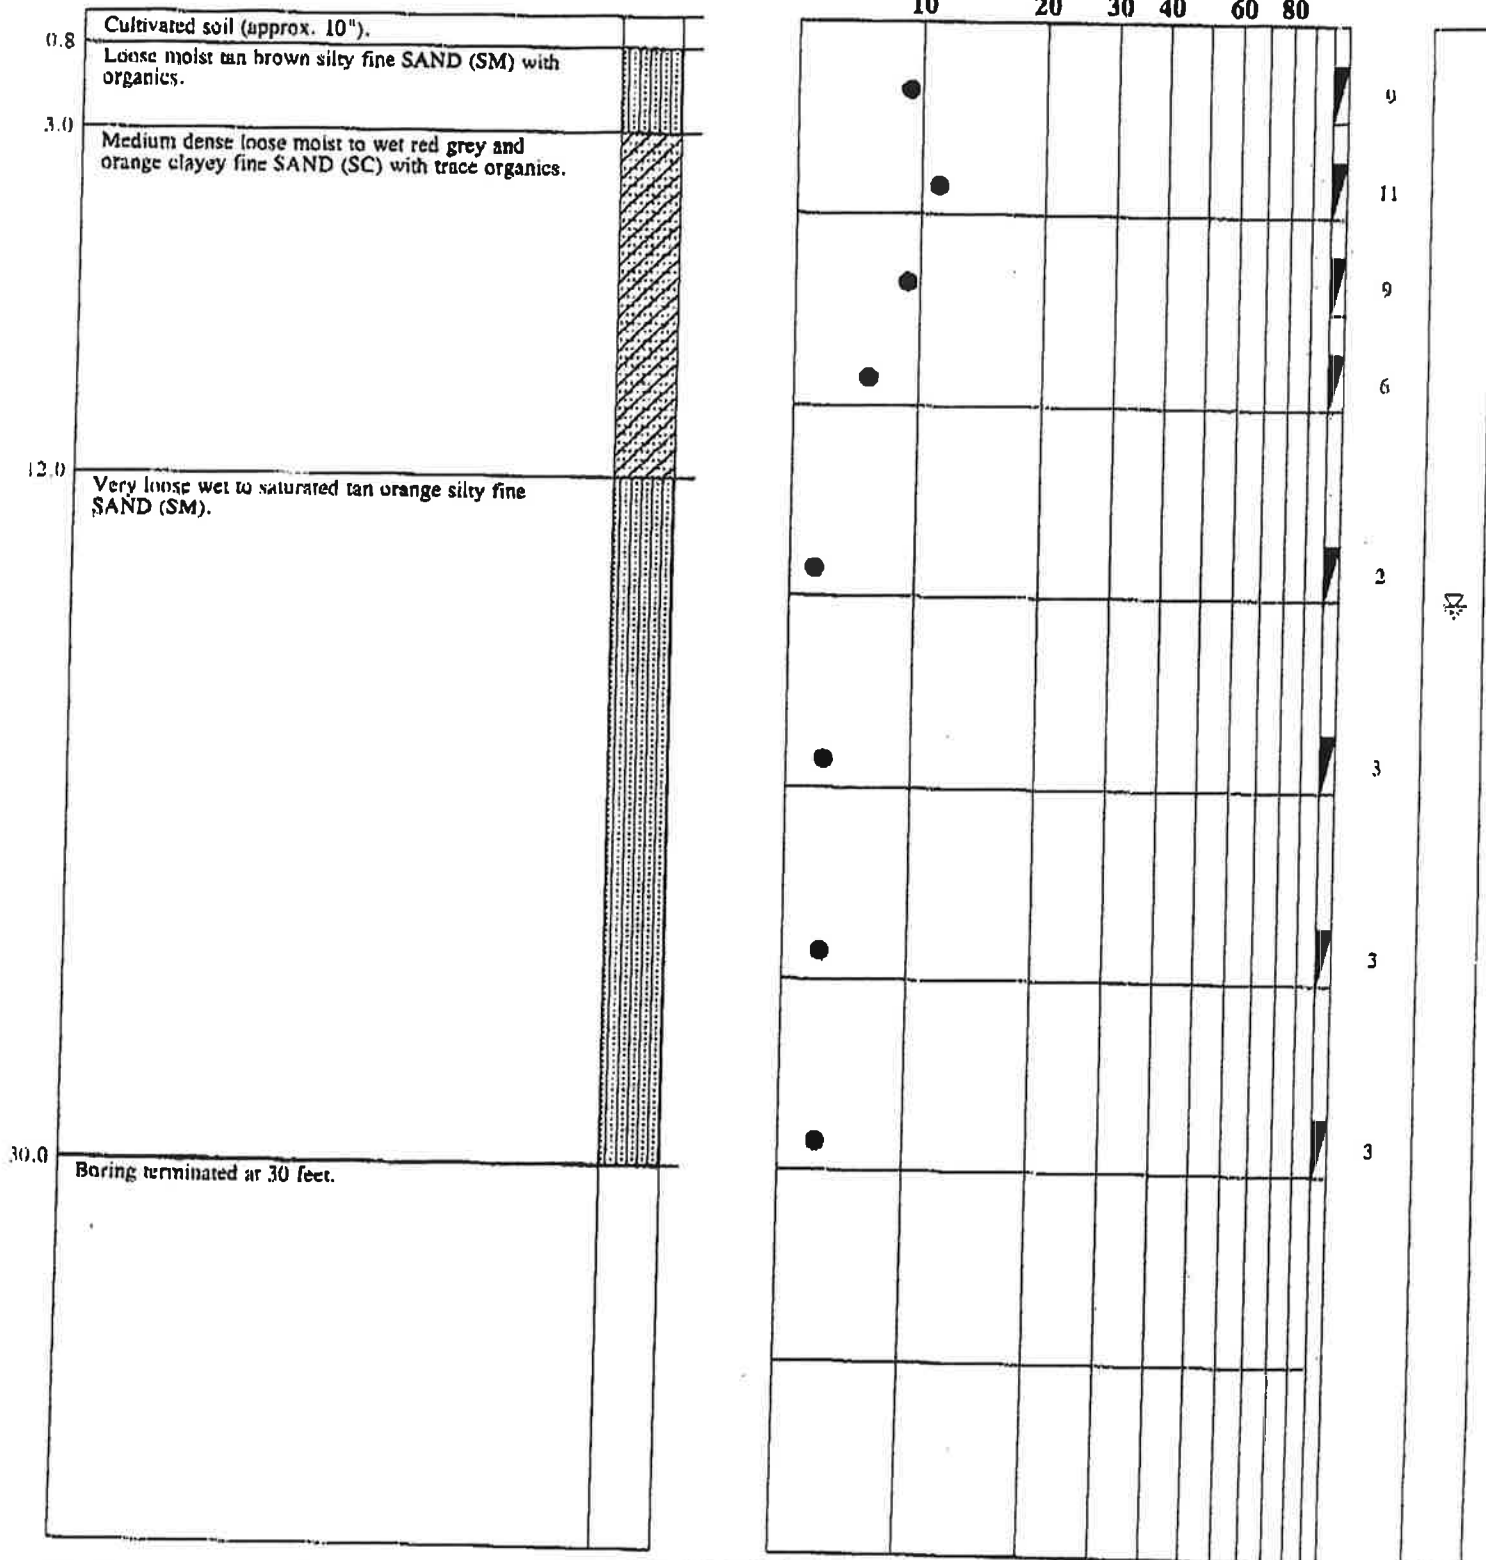 10 20 30 40 60 80
Cultivated soil (approx. 10").
0.8
Loose moist tan brown silty fine SAND (SM) with
organics.
9
3.0
Medium dense loose moist to wet red grey and
orange clayey fine SAND (SC) with trace organics.
11
9
6
12.0
Very loose wet to saturated tan orange silty fine
SAND (SM).
2
3
3
3
30.0
Boring terminated at 30 feet.